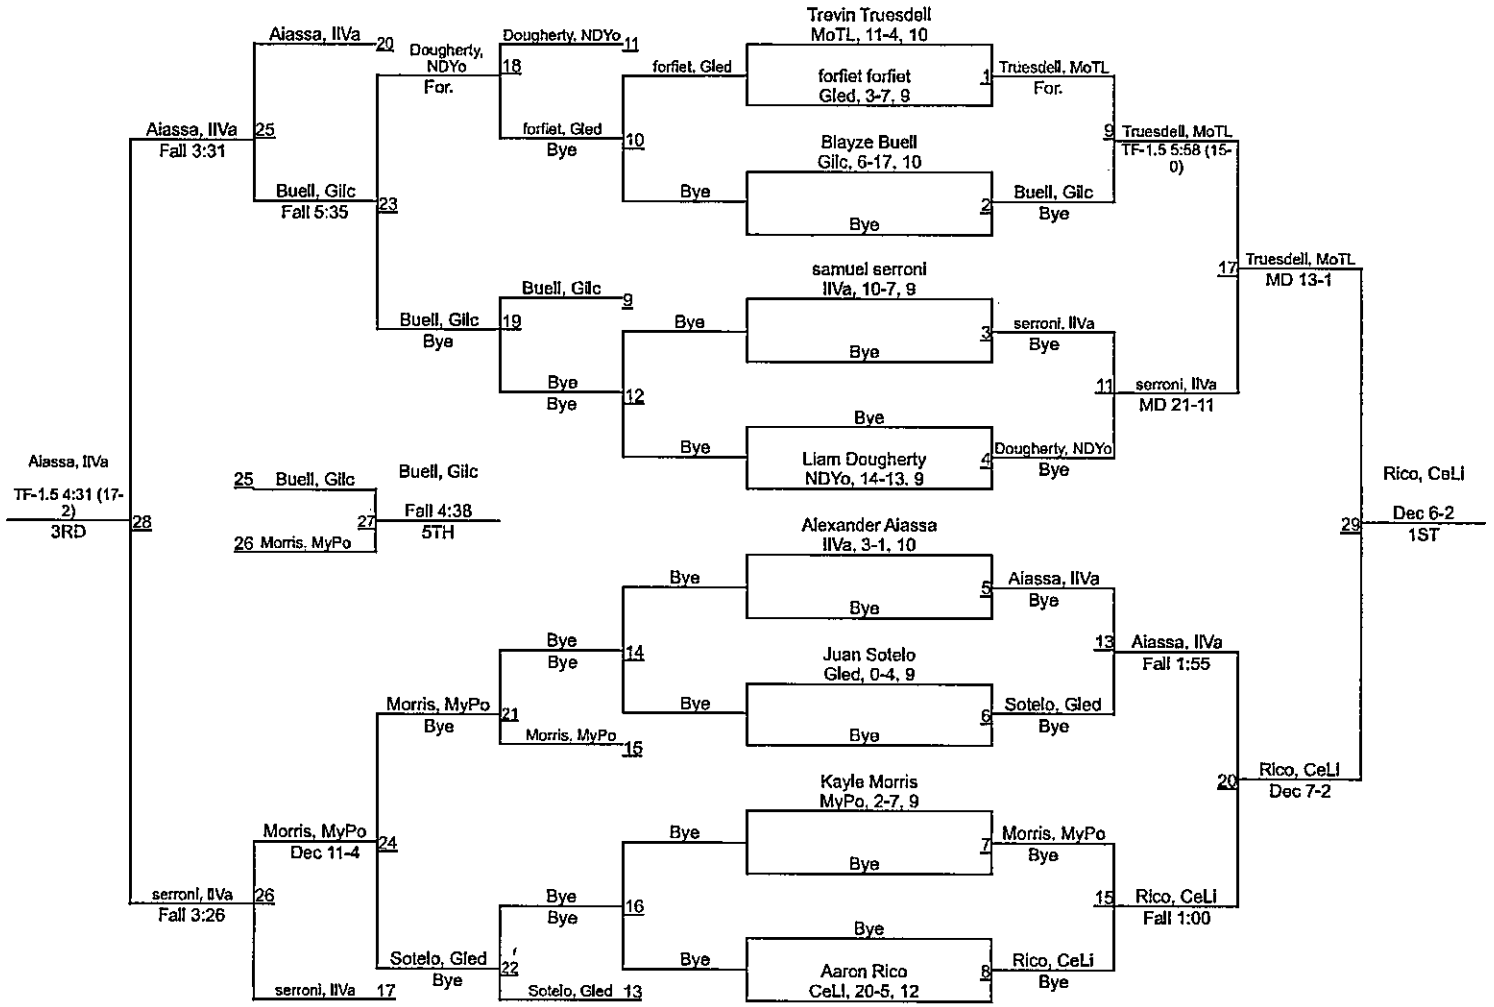 Trevin Truesdell
MoTL, 11-4, 10
Aiassa, IIVa
20
Dougherty, NDYo
11
Dougherty,
NDYo
18
For.
forfiet, Gled
forfiet forfiet
Gled, 3-7, 9
1
Truesdell, MoTL
For.
Aiassa, IIVa
25
Fall 3:31
forfiet, Gled
Bye
10
9
Truesdell, MoTL
TF-1.5 5:58 (15-
0)
Blayze Buell
Gilc, 6-17, 10
Buell, Gilc
Fall 5:35
23
Bye
Bye
2
Buell, Gilc
Bye
samuel serroni
IIVa, 10-7, 9
17
Truesdell, MoTL
MD 13-1
Buell, Gilc
9
Buell, Gilc
Bye
19
Bye
Bye
3
serroni, IIVa
Bye
Bye
Bye
12
11
serroni, IIVa
MD 21-11
Bye
Bye
Liam Dougherty
NDYo, 14-13, 9
4
Dougherty, NDYo
Bye
Aiassa, IIVa
TF-1.5 4:31 (17-
2)
28
3RD
25
Buell, Gilc
Buell, Gilc
27
Fall 4:38
5TH
26
Morris, MyPo
Rico, CeLi
Dec 6-2
29
1ST
Alexander Aiassa
IIVa, 3-1, 10
Bye
Bye
5
Aiassa, IIVa
Bye
Bye
Bye
14
13
Aiassa, IIVa
Fall 1:55
Juan Sotelo
Gled, 0-4, 9
Morris, MyPo
Bye
21
Bye
Bye
6
Sotelo, Gled
Bye
Morris, MyPo
15
20
Rico, CeLi
Dec 7-2
Kayle Morris
MyPo, 2-7, 9
Morris, MyPo
Dec 11-4
24
Bye
Bye
7
Morris, MyPo
Bye
serroni, IIVa
Fall 3:26
26
Bye
Bye
16
15
Rico, CeLi
Fall 1:00
Bye
Sotelo, Gled
Bye
22
Bye
Aaron Rico
CeLi, 20-5, 12
8
Rico, CeLi
Bye
serroni, IIVa
17
Sotelo, Gled
13